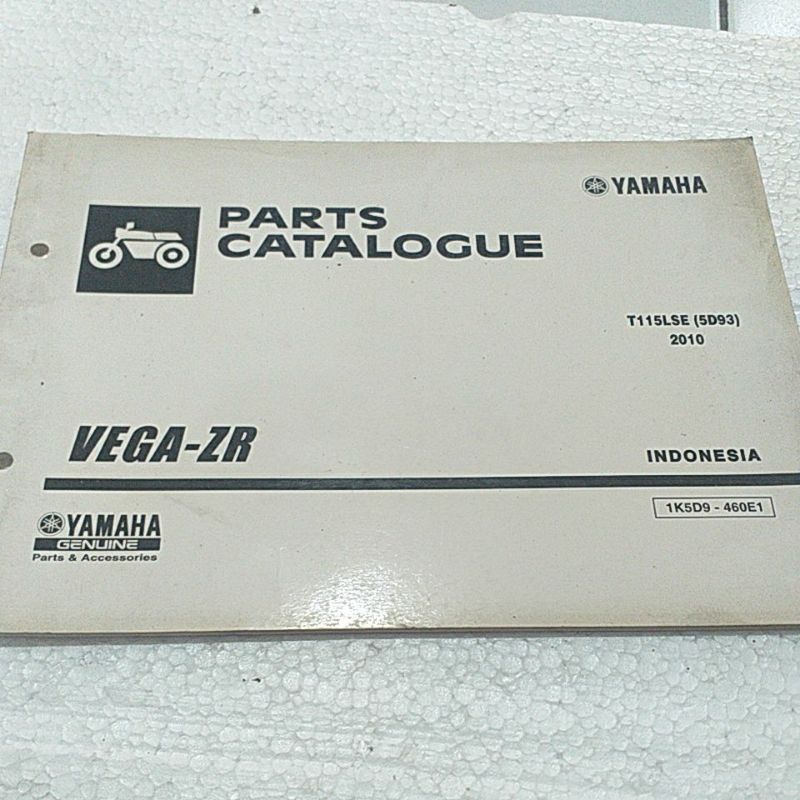 YAMAHA
PARTS
CATALOGUE
T115LSE (5D93)
2010
VEGA-ZR
INDONESIA
1K5D9 - 460E1
YAMAHA
GENUINE
Parts & Accessories